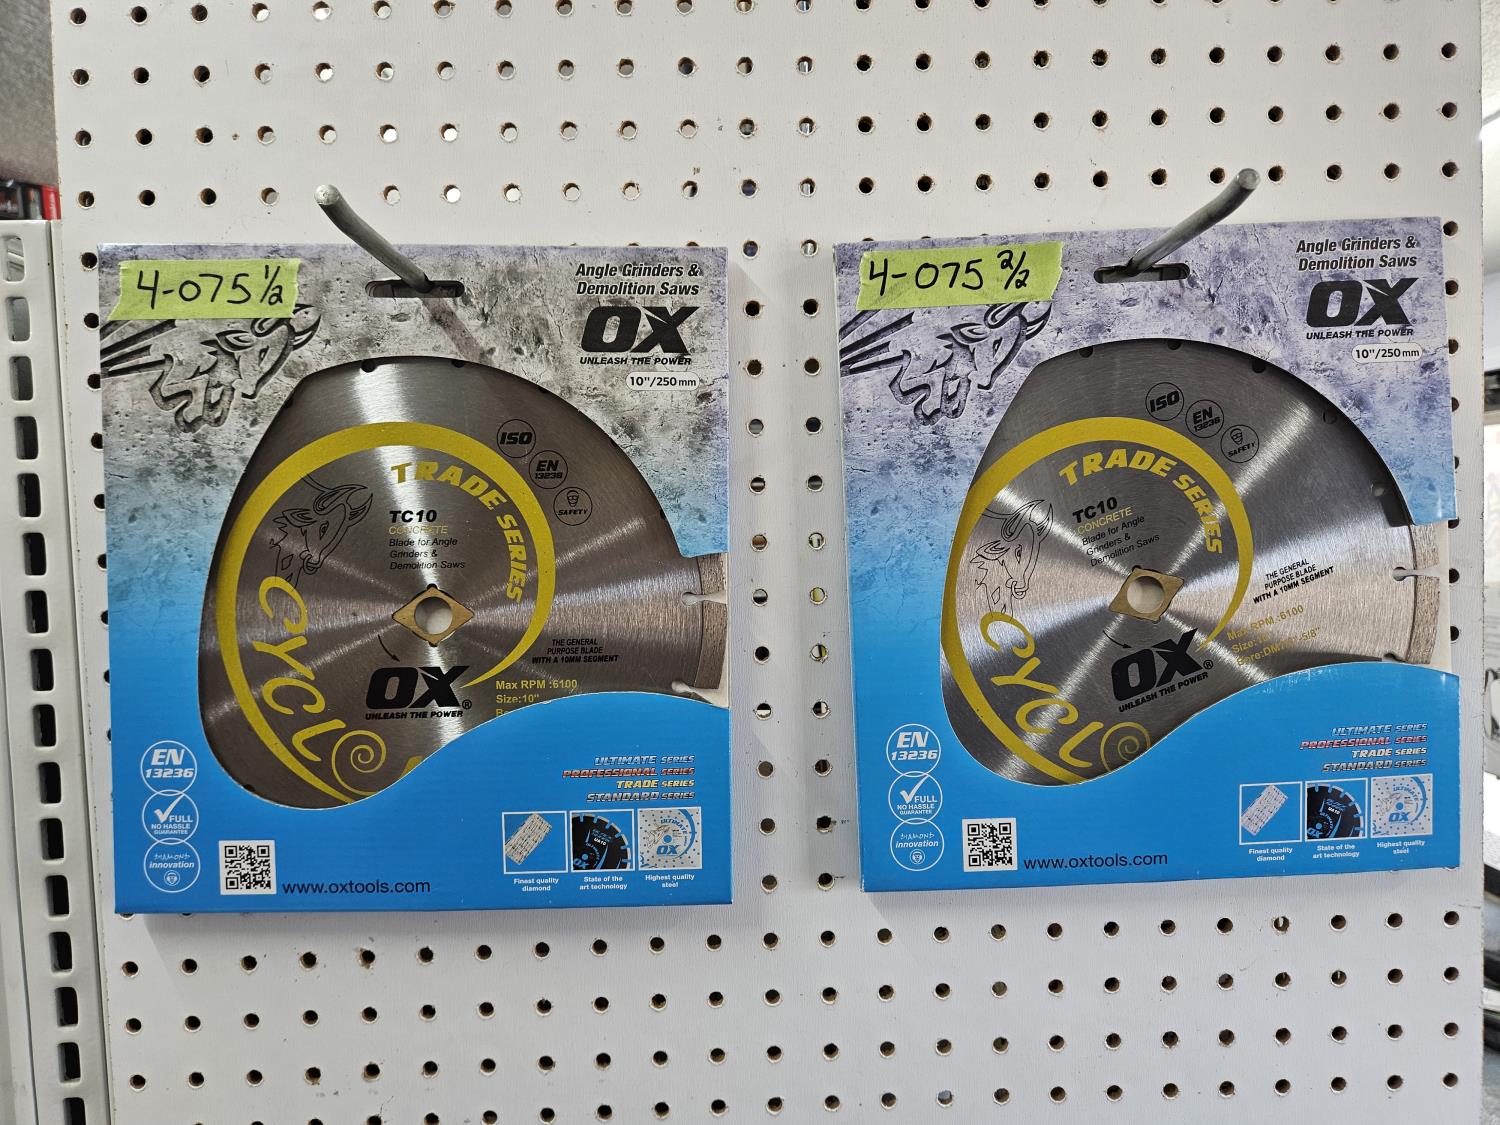 4-075 1/2
Angle Grinders &
Demolition Saws
OX
UNLEASH THE POWER
10"/250mm
ISO
EN
13236
SAFETY
TRADE SERIES
TC10
CONCRETE
Blade for Angle
Grinders &
Demolition Saws
CYCLO
THE GENERAL
PURPOSE BLADE
WITH A 10MM SEGMENT
OX®
UNLEASH THE POWER
Max RPM :6100
Size:10"
EN
13236
FULL
NO HASSLE
GUARANTEE
DIAMOND
innovation
ULTIMATE SERIES
PROFESSIONAL SERIES
TRADE SERIES
STANDARD SERIES
Finest quality
diamond
State of the
art technology
ULTIMATE
OX
Highest quality
steel
www.oxtools.com
4-075 2/2
Angle Grinders &
Demolition Saws
OX
UNLEASH THE POWER
10"/250mm
ISO
EN
13236
SAFETY
TRADE SERIES
TC10
CONCRETE
Blade for Angle
Grinders &
Demolition Saws
CYCLO
THE GENERAL
PURPOSE BLADE
WITH A 10MM SEGMENT
OX®
UNLEASH THE POWER
Max RPM :6100
EN
13236
FULL
NO HASSLE
GUARANTEE
DIAMOND
innovation
ULTIMATE SERIES
PROFESSIONAL SERIES
TRADE SERIES
STANDARD SERIES
Finest quality
diamond
State of the
art technology
OX
Highest quality
steel
www.oxtools.com